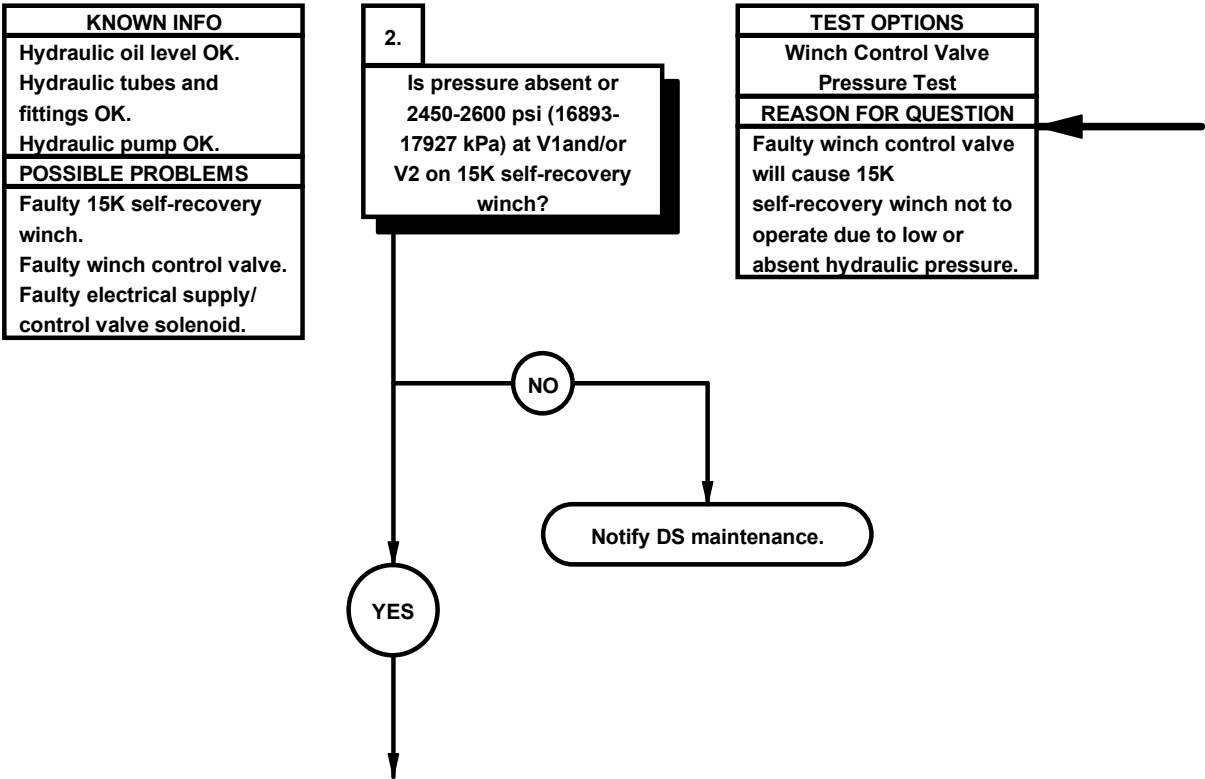 KNOWN INFO
Hydraulic oil level OK.
Hydraulic tubes and
fittings OK.
Hydraulic pump OK.
POSSIBLE PROBLEMS
Faulty 15K self-recovery
winch.
Faulty winch control valve.
Faulty electrical supply/
control valve solenoid.
2.
Is pressure absent or
2450-2600 psi (16893-
17927 kPa) at V1and/or
V2 on 15K self-recovery
winch?
TEST OPTIONS
Winch Control Valve
Pressure Test
REASON FOR QUESTION
Faulty winch control valve
will cause 15K
self-recovery winch not to
operate due to low or
absent hydraulic pressure.
NO
Notify DS maintenance.
YES